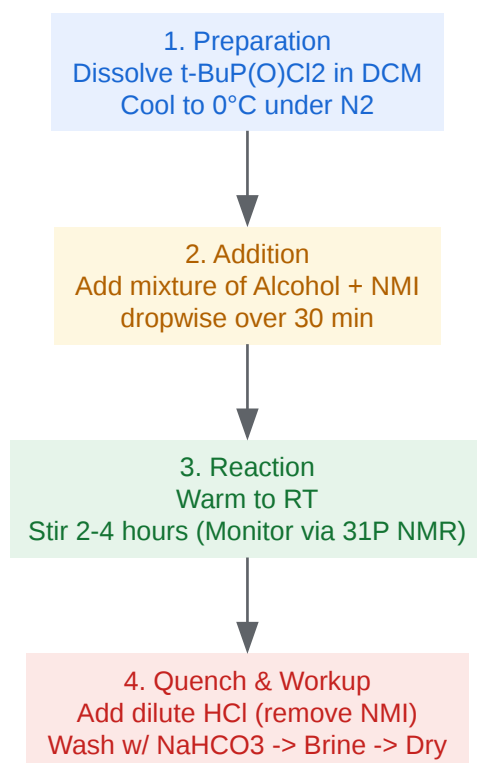 1. Preparation
Dissolve t-BuP(O)Cl2 in DCM
Cool to 0°C under N2
2. Addition
Add mixture of Alcohol + NMI
dropwise over 30 min
3. Reaction
Warm to RT
Stir 2-4 hours (Monitor via 31P NMR)
4. Quench & Workup
Add dilute HCl (remove NMI)
Wash w/ NaHCO3 -> Brine -> Dry